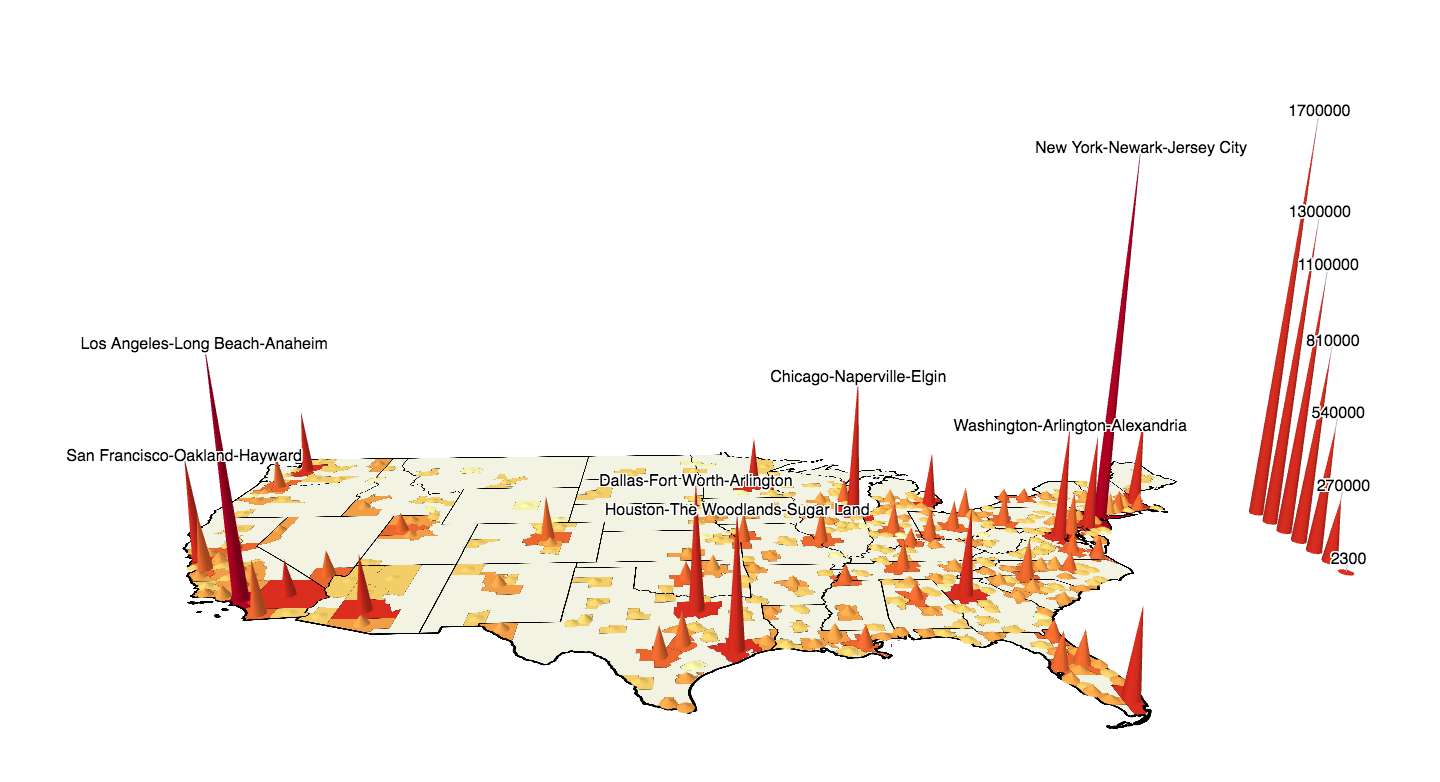 1700000
New York-Newark-Jersey City
1300000
1100000
810000
Los Angeles-Long Beach-Anaheim
Chicago-Naperville-Elgin
540000
Washington-Arlington-Alexandria
San Francisco-Oakland-Hayward
Dallas-Fort Worth-Arlington
270000
Houston-The Woodlands-Sugar Land
2300